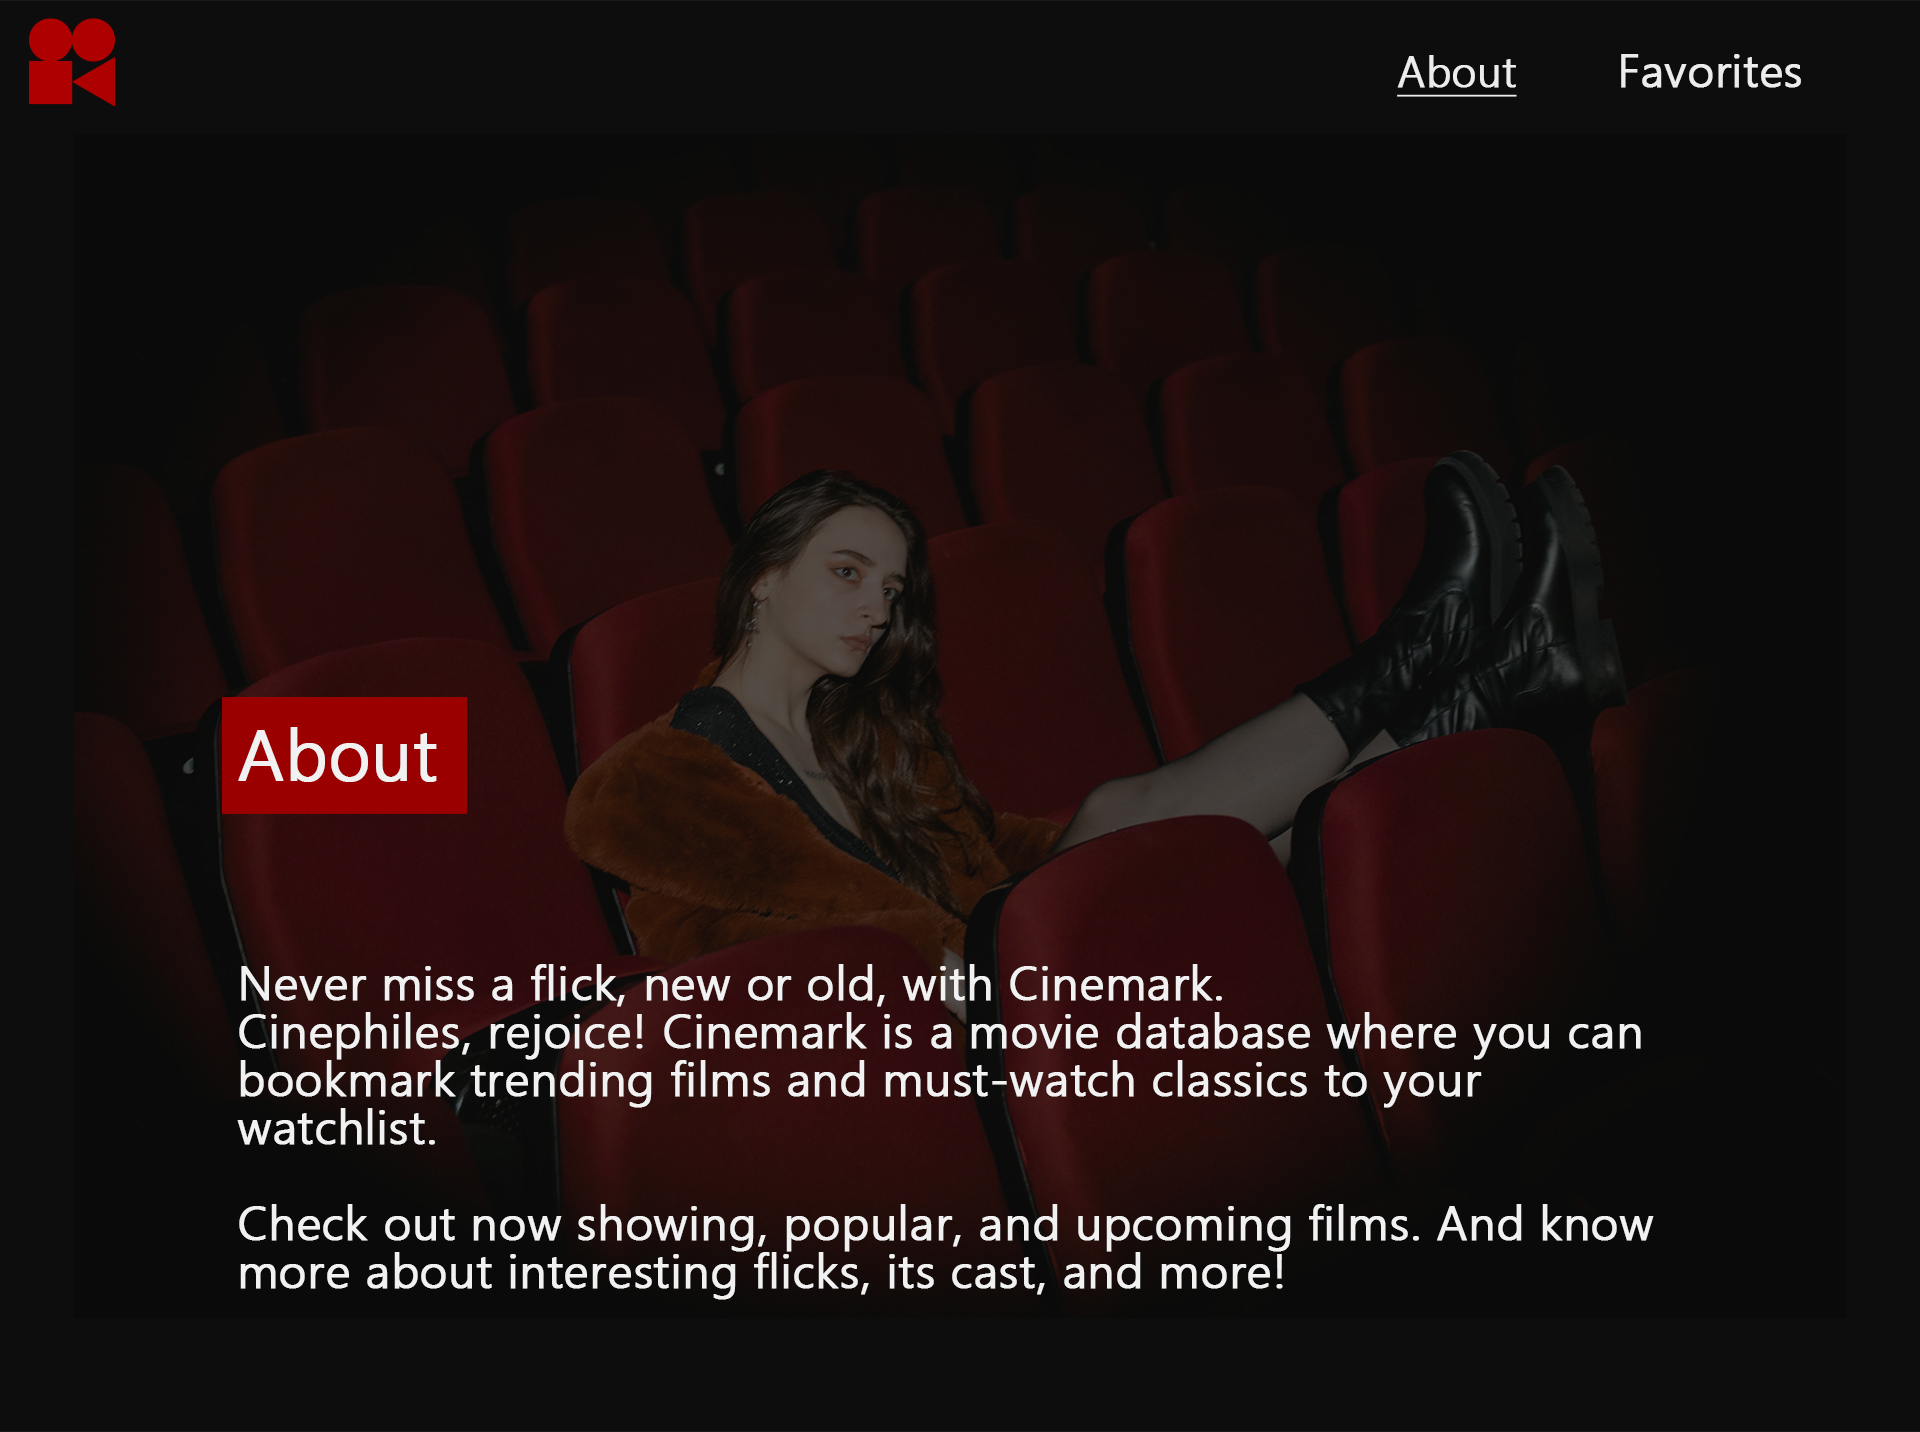 About
Favorites
About
Never miss a flick, new or old, with Cinemark.
Cinephiles, rejoice! Cinemark is a movie database where you can
bookmark trending films and must-watch classics to your
watchlist.
Check out now showing, popular, and upcoming films. And know
more about interesting flicks, its cast, and more!